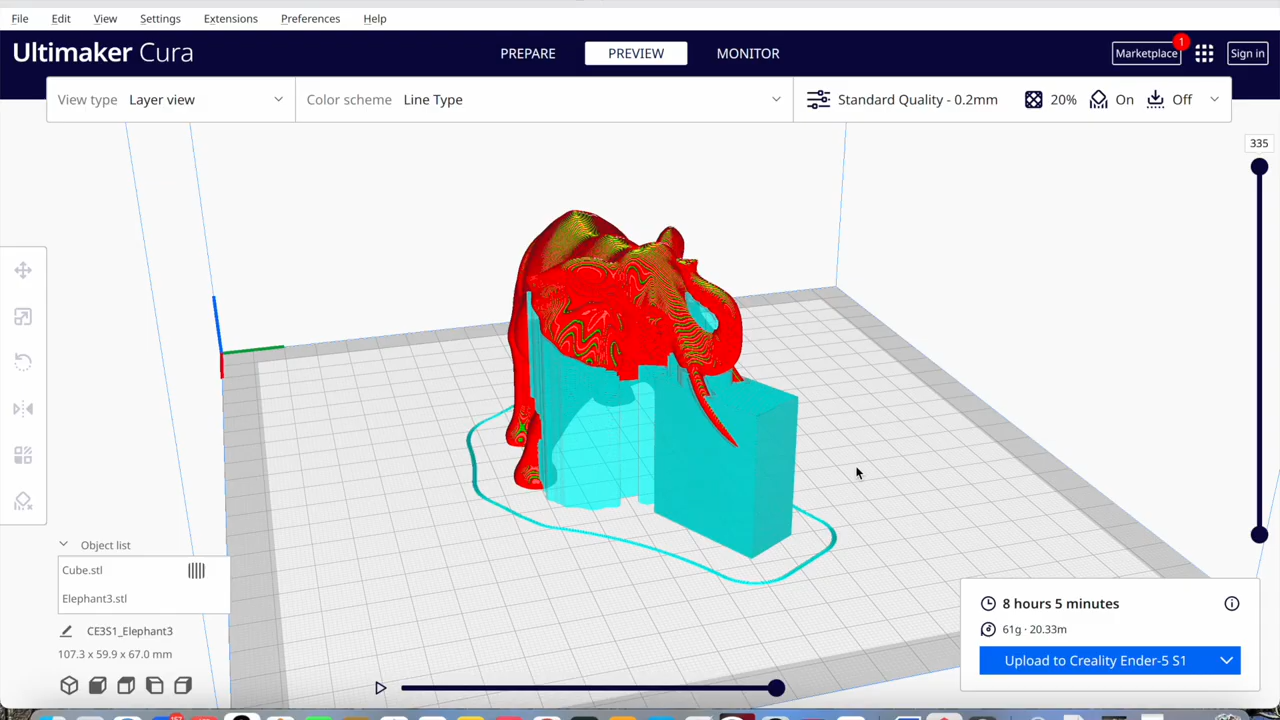 File Edit View Settings Extensions Preferences Help
Ultimaker Cura PREPARE PREVIEW MONITOR Marketplace 1 Sign in
View type Layer view Color scheme Line Type Standard Quality - 0.2mm 20% On Off
335
Object list
Cube.stl
Elephant3.stl
CE3S1_Elephant3
107.3 x 59.9 x 67.0 mm
8 hours 5 minutes
61g · 20.33m
Upload to Creality Ender-5 S1